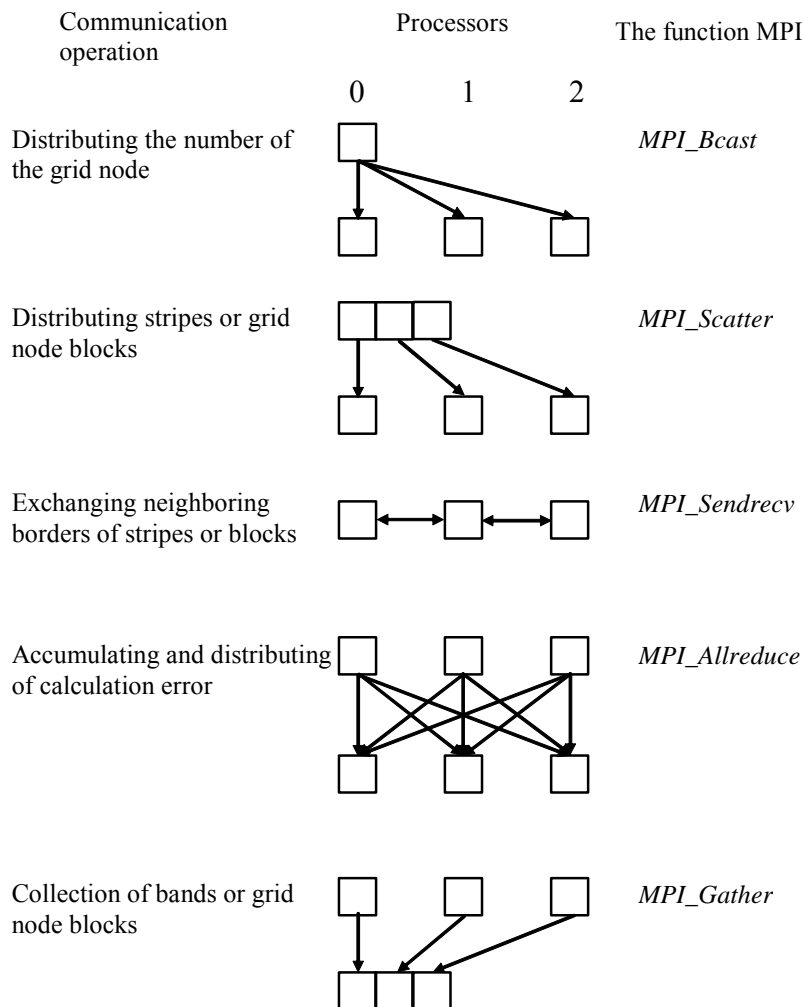 Communication
operation
Processors
The function MPI
0 1 2
Distributing the number of
the grid node
MPI_Bcast
Distributing stripes or grid
node blocks
MPI_Scatter
Exchanging neighboring
borders of stripes or blocks
MPI_Sendrecv
Accumulating and distributing
of calculation error
MPI_Allreduce
Collection of bands or grid
node blocks
MPI_Gather